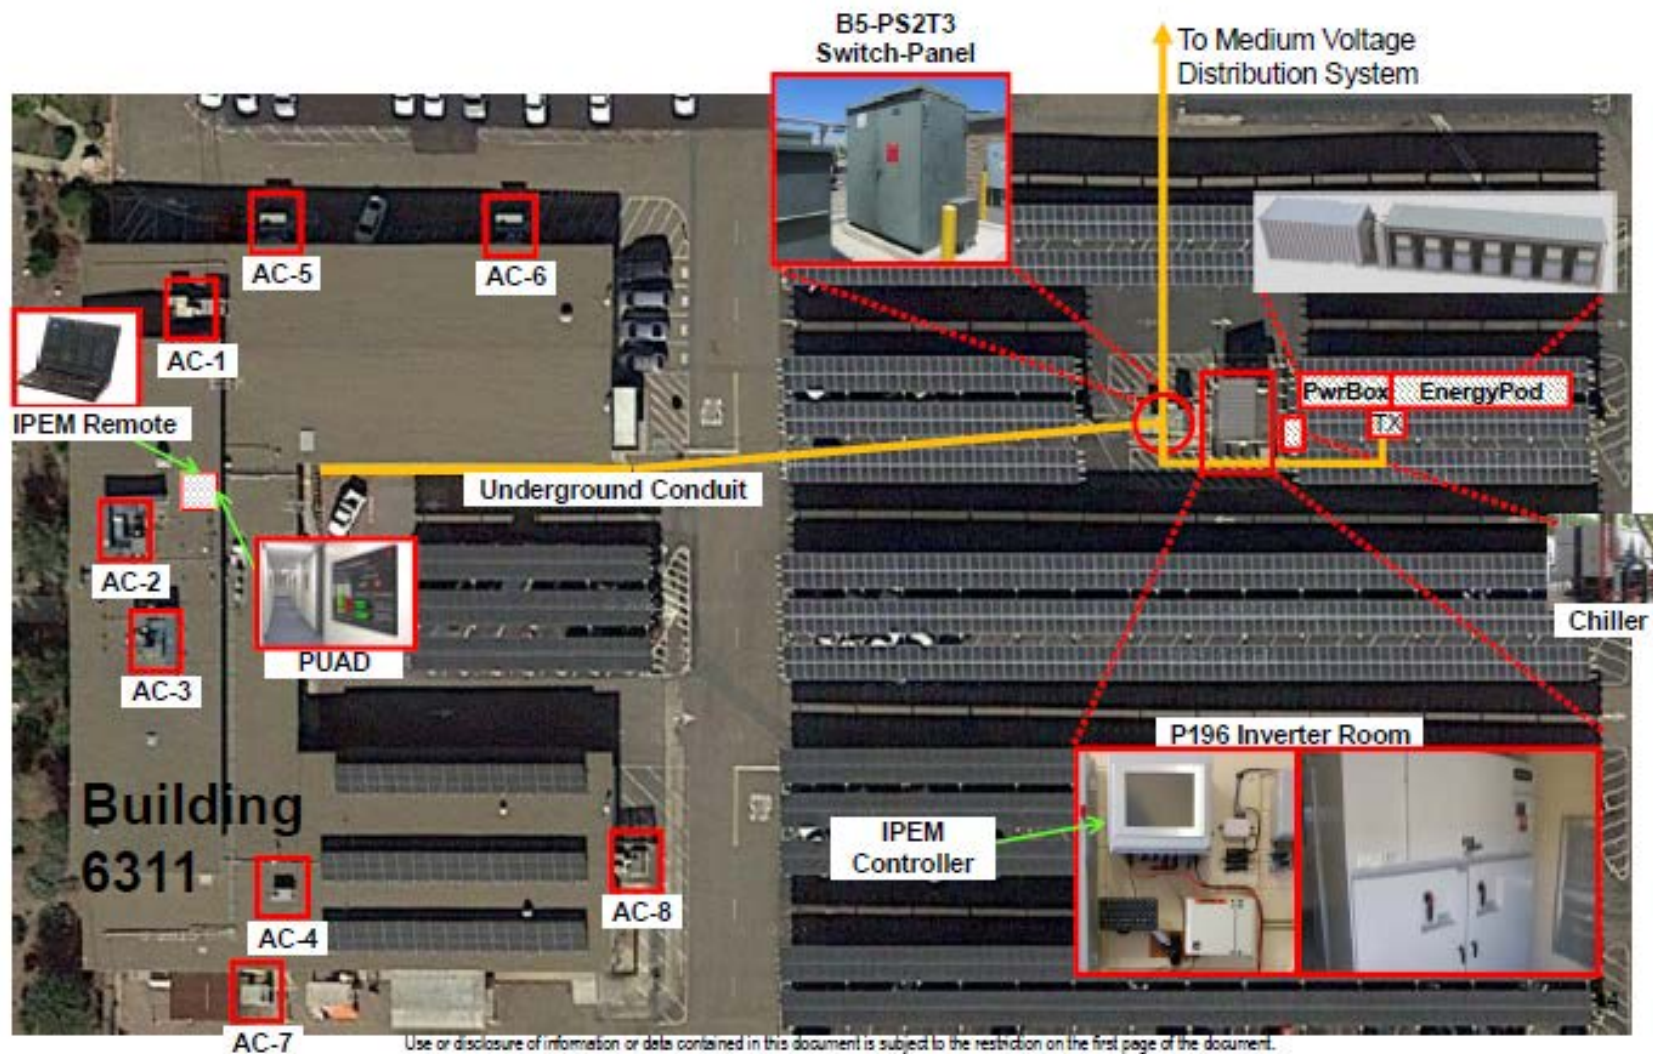 B5-PS2T3
Switch-Panel
To Medium Voltage
Distribution System
AC-5
AC-6
AC-1
IPEM Remote
PwrBox
EnergyPod
TX
Underground Conduit
AC-2
PUAD
AC-3
Chiller
P196 Inverter Room
Building
6311
IPEM
Controller
AC-4
AC-8
AC-7
Use or disclosure of information or data contained in this document is subject to the restriction on the first page of the document.